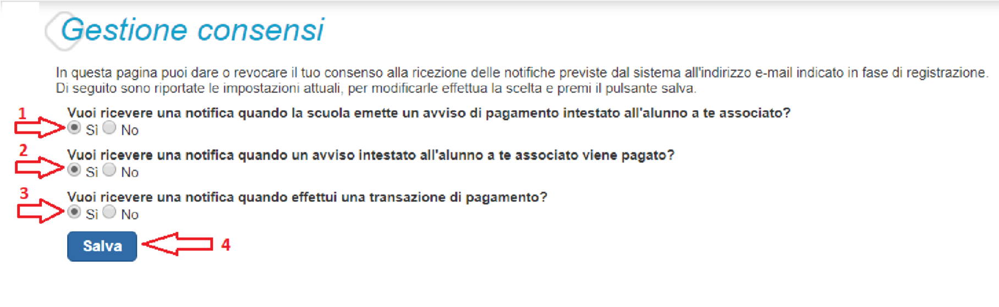 Gestione consensi
In questa pagina puoi dare o revocare il tuo consenso alla ricezione delle notifiche previste dal sistema all'indirizzo e-mail indicato in fase di registrazione.
Di seguito sono riportate le impostazioni attuali, per modificarle effettua la scelta e premi il pulsante salva.
1 Vuoi ricevere una notifica quando la scuola emette un avviso di pagamento intestato all'alunno a te associato?
Sì No
2 Vuoi ricevere una notifica quando un avviso intestato all'alunno a te associato viene pagato?
Sì No
3 Vuoi ricevere una notifica quando effettui una transazione di pagamento?
Sì No
Salva 4